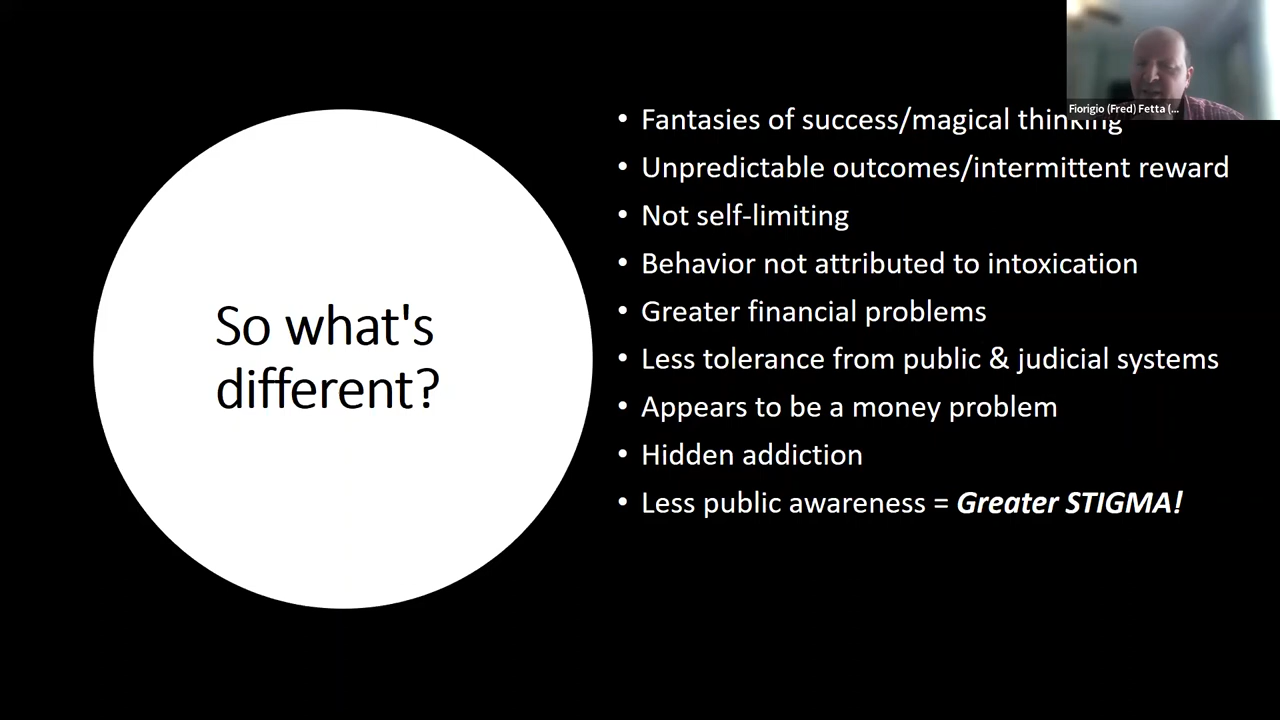 Fiorigio (Fred) Fetta (...
So what's
different?
• Fantasies of success/magical thinking
• Unpredictable outcomes/intermittent reward
• Not self-limiting
• Behavior not attributed to intoxication
• Greater financial problems
• Less tolerance from public & judicial systems
• Appears to be a money problem
• Hidden addiction
• Less public awareness = Greater STIGMA!